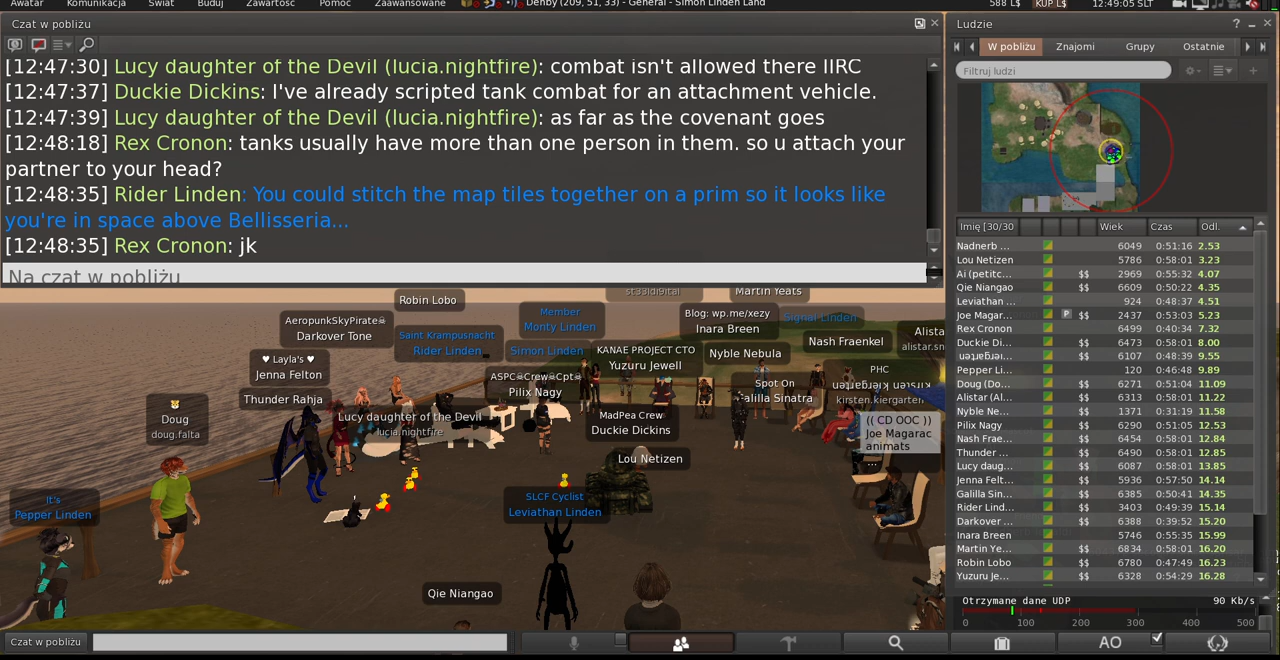 Awatar Komunikacja Świat Buduj Zawartość Pomoc Zaawansowane Denby (209, 51, 33) - General - Simon Linden Land 588 L$ KUP L$ 12:49:05 SLT
Czat w pobliżu
[12:47:30] Lucy daughter of the Devil (lucia.nightfire): combat isn't allowed there IIRC
[12:47:37] Duckie Dickins: I've already scripted tank combat for an attachment vehicle.
[12:47:39] Lucy daughter of the Devil (lucia.nightfire): as far as the covenant goes
[12:48:18] Rex Cronon: tanks usually have more than one person in them. so u attach your
partner to your head?
[12:48:35] Rider Linden: You could stitch the map tiles together on a prim so it looks like
you're in space above Bellisseria...
[12:48:35] Rex Cronon: jk
Na czat w pobliżu
st33ldi9ital
Martin Yeats
Robin Lobo
Member
Monty Linden
Blog: wp.me/xezy
Inara Breen
Signal Linden
AeropunkSkyPirate☠
Darkover Tone
Saint Krampusnacht
Rider Linden
Simon Linden
KANAE PROJECT CTO
Yuzuru Jewell
Nyble Nebula
Nash Fraenkel
Alista
alistar.sn
♥ Layla's ♥
Jenna Felton
ASPC☠Crew☠Cpt☠
Pilix Nagy
Spot On
Galilla Sinatra
PHC
kirsten.kiergarten
Thunder Rahja
Lucy daughter of the Devil
lucia.nightfire
MadPea Crew
Duckie Dickins
(( CD OOC ))
Joe Magarac
animats
...
Doug
doug.falta
Lou Netizen
It's
Pepper Linden
SLCF Cyclist
Leviathan Linden
Qie Niangao
Czat w pobliżu
Ludzie
? _ ×
W pobliżu Znajomi Grupy Ostatnie
Filtruj ludzi
Imię [30/30 Wiek Czas Odl.
Nadnerb ... 6049 0:51:16 2.53
Lou Netizen 5786 0:58:01 3.23
Ai (petitc... $$ 2969 0:55:32 4.07
Qie Niangao $$ 6609 0:50:22 4.35
Leviathan ... 924 0:48:37 4.51
Joe Magar... P $$ 2437 0:53:03 5.23
Rex Cronon $$ 6499 0:40:34 7.32
Duckie Di... $$ 6473 0:58:01 8.00
$$ 6107 0:48:39 9.55
Pepper Li... 120 0:46:48 9.89
Doug (Do... $$ 6271 0:51:04 11.09
Alistar (Al... $$ 6313 0:58:01 11.22
Nyble Ne... $$ 1371 0:31:19 11.58
Pilix Nagy $$ 6290 0:51:05 12.53
Nash Frae... $$ 6454 0:58:01 12.84
Thunder ... $$ 6490 0:58:01 12.85
Lucy daug... $$ 6087 0:58:01 13.85
Jenna Felt... $$ 5936 0:57:50 14.14
Galilla Sin... $$ 6385 0:50:41 14.35
Rider Lind... $$ 3403 0:49:39 15.14
Darkover ... $$ 6388 0:39:52 15.20
Inara Breen 5746 0:55:35 15.99
Martin Ye... $$ 6834 0:58:01 16.20
Robin Lobo $$ 6780 0:47:49 16.23
Yuzuru Je... $$ 6328 0:54:29 16.28
Otrzymane dane UDP 90 Kb/s
0 100 200 300 400 500
AO